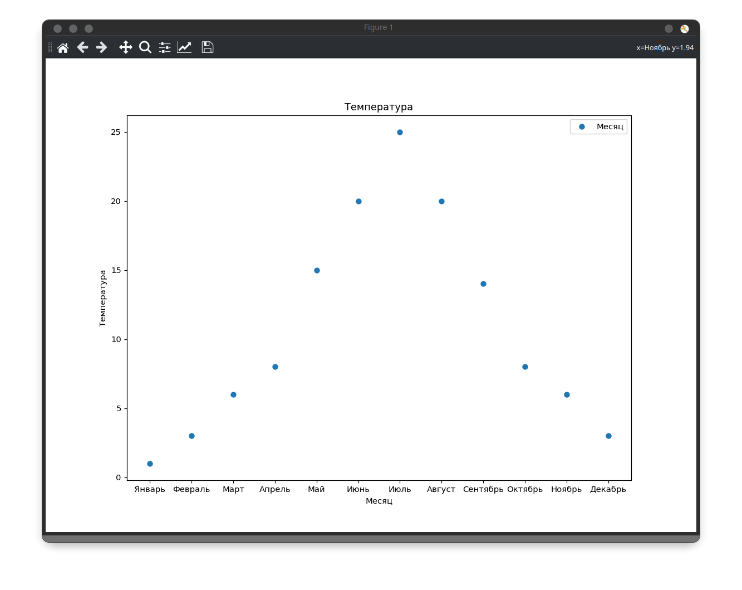 Figure 1
x=Ноябрь y=1.94
Температура
Месяц
25
20
15
10
5
0
Температура
Январь Февраль Март Апрель Май Июнь Июль Август Сентябрь Октябрь Ноябрь Декабрь
Месяц